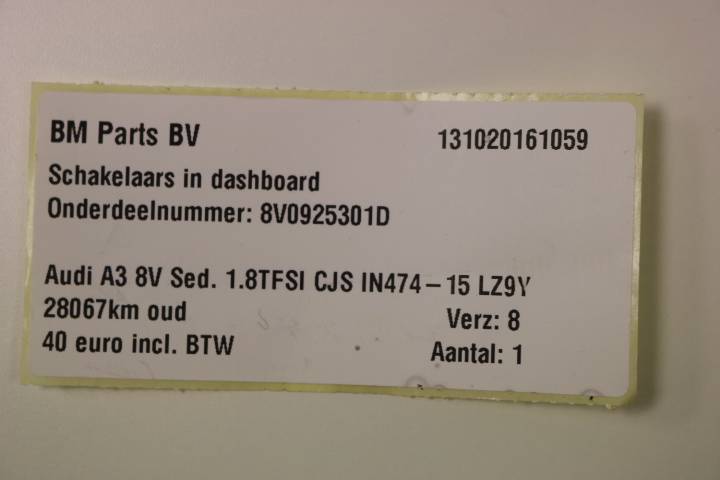 BM Parts BV 131020161059
Schakelaars in dashboard
Onderdeelnummer: 8V0925301D
Audi A3 8V Sed. 1.8TFSI CJS IN474-15 LZ9Y
28067km oud Verz: 8
40 euro incl. BTW Aantal: 1